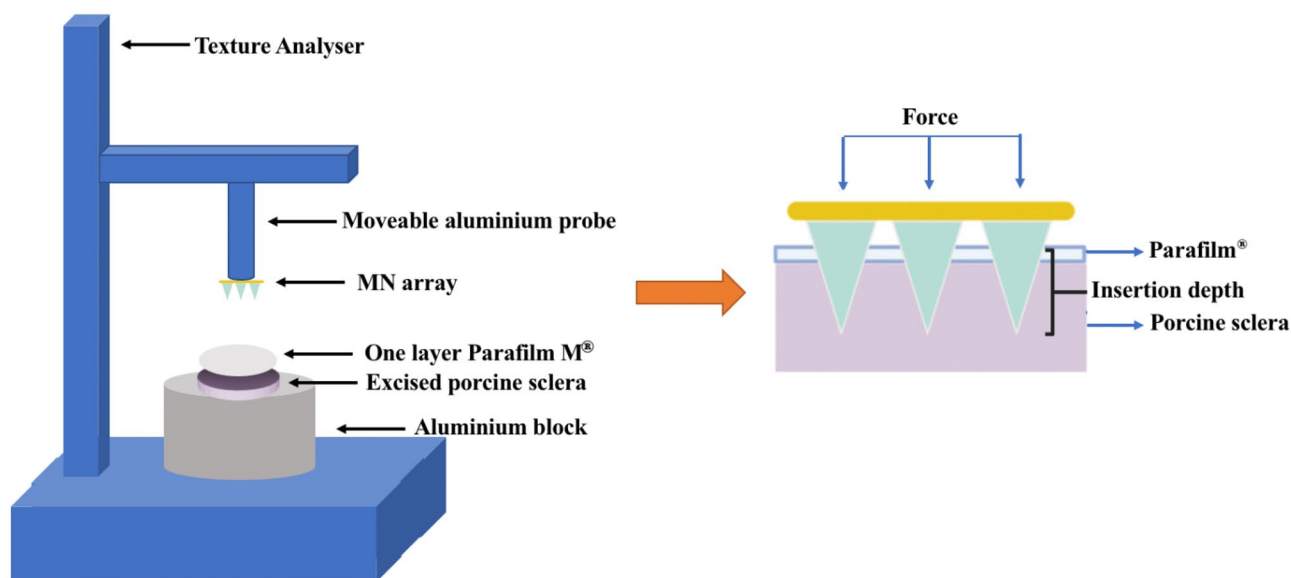 Texture Analyser
Moveable aluminium probe
MN array
One layer Parafilm M®
Excised porcine sclera
Aluminium block
Force
Parafilm®
Insertion depth
Porcine sclera